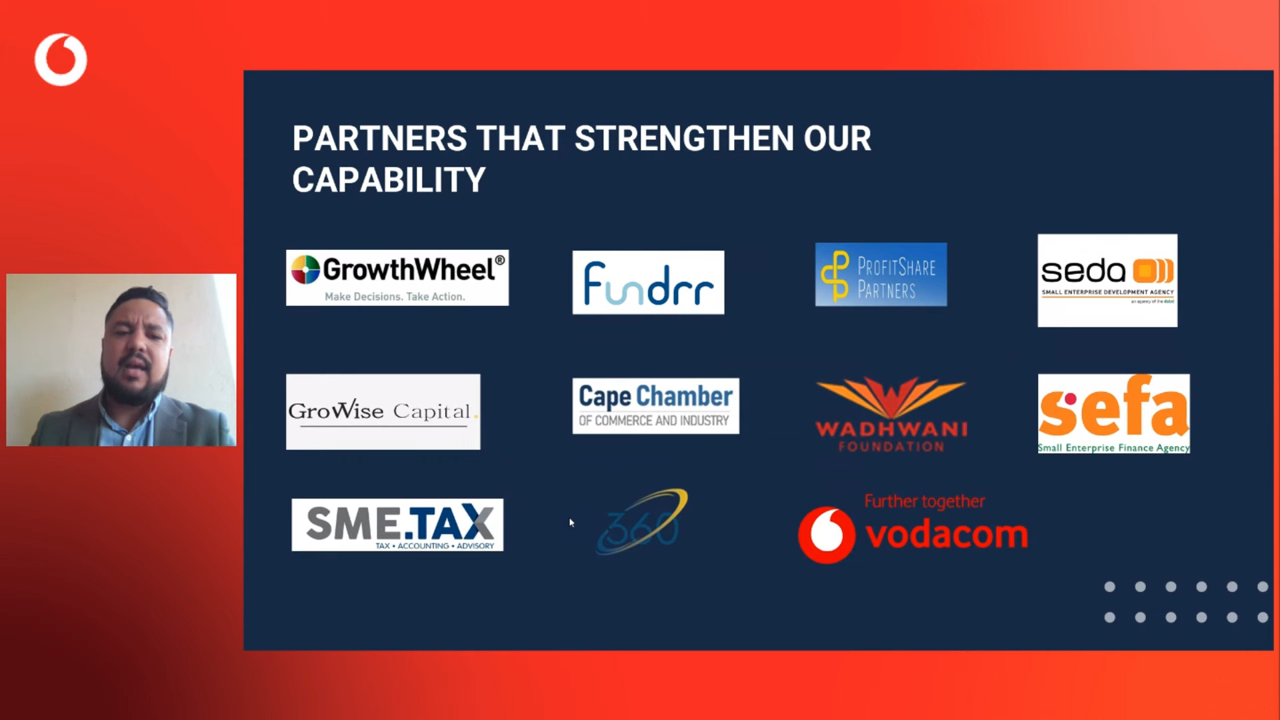 PARTNERS THAT STRENGTHEN OUR
CAPABILITY
GrowthWheel®
Make Decisions. Take Action.
Fundrr
PROFITSHARE
PARTNERS
seda
SMALL ENTERPRISE DEVELOPMENT AGENCY
GroWise Capital.
Cape Chamber
OF COMMERCE AND INDUSTRY
WADHWANI
FOUNDATION
sefa
Small Enterprise Finance Agency
SME.TAX
TAX • ACCOUNTING • ADVISORY
360
Further together
vodacom